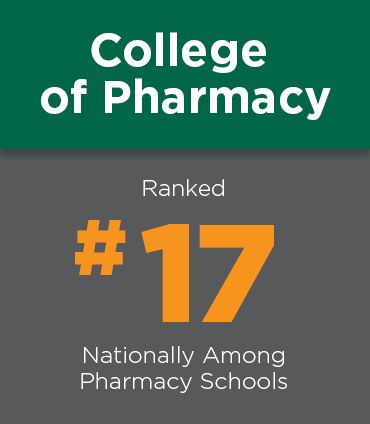 College
of Pharmacy
Ranked
#17
Nationally Among
Pharmacy Schools